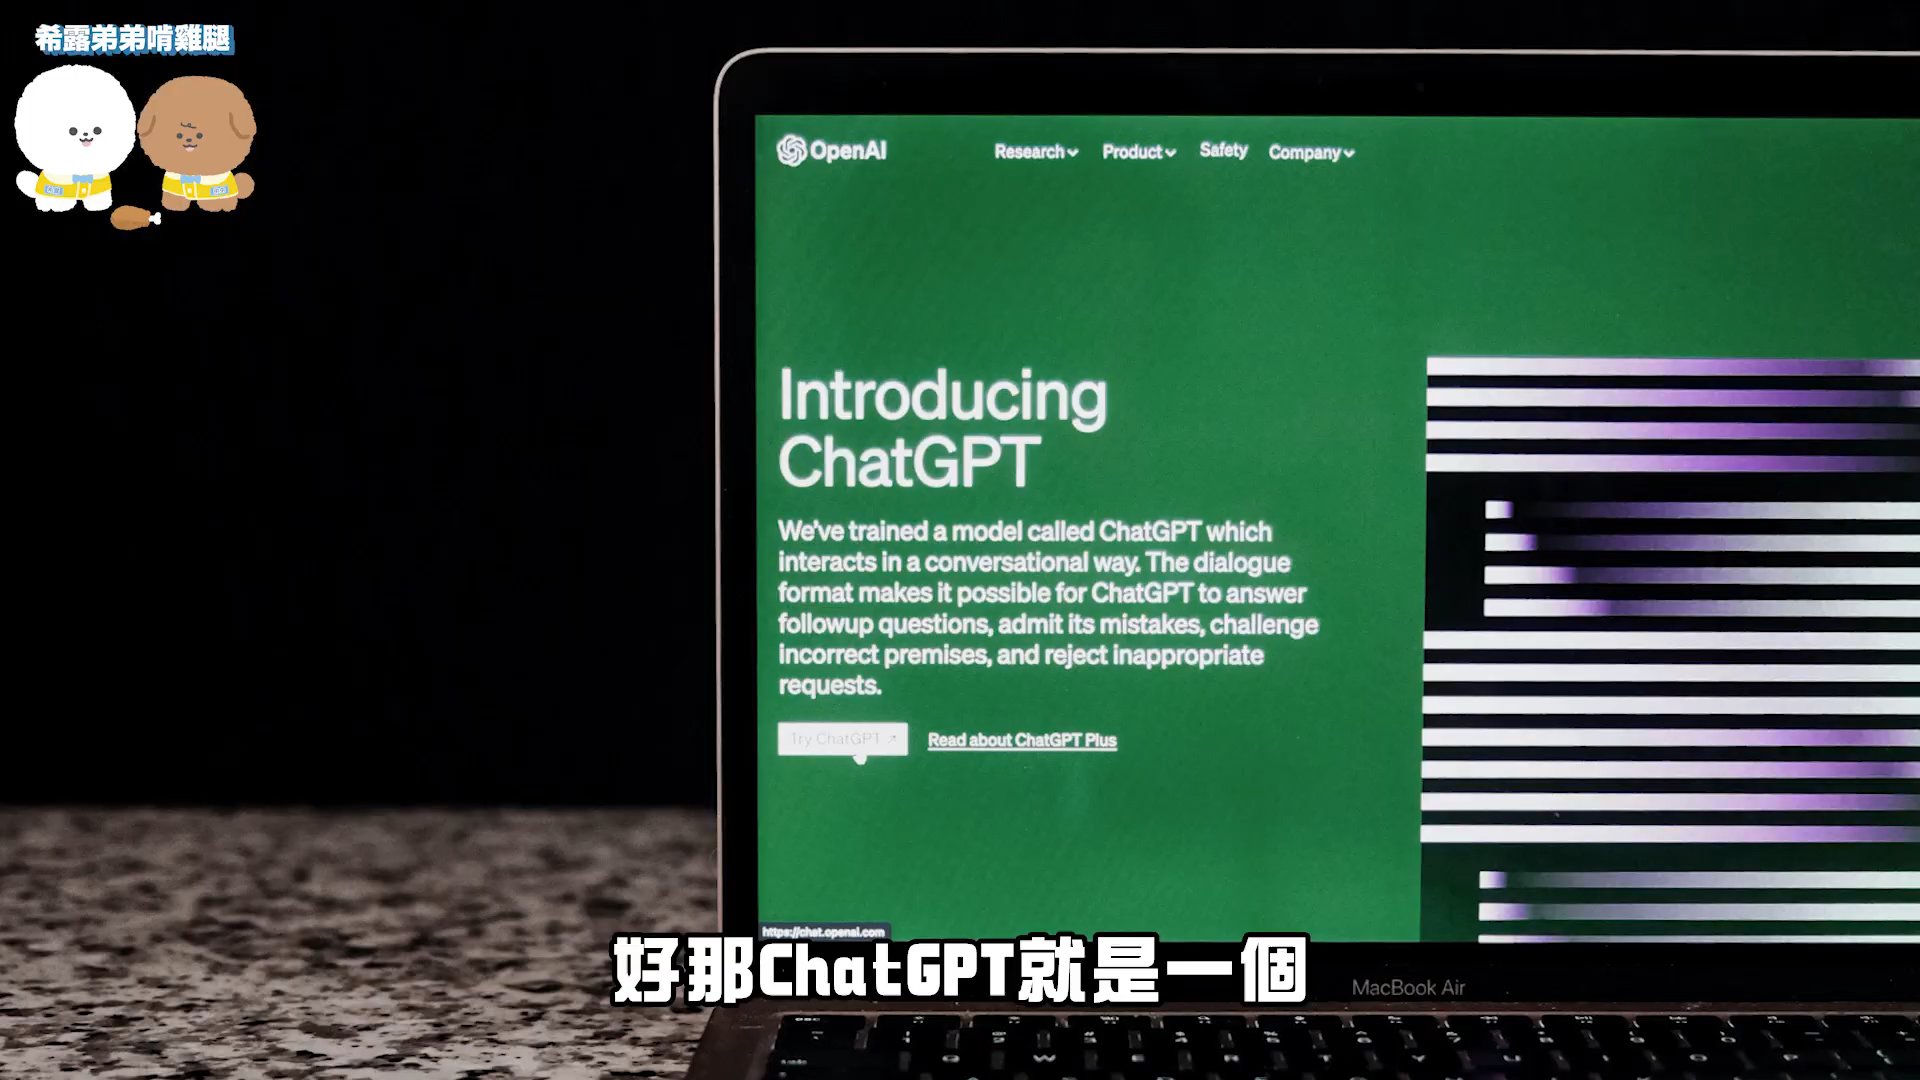 希露弟弟啃雞腿
OpenAI
Research
Product
Safety
Company
Introducing
ChatGPT
We've trained a model called ChatGPT which
interacts in a conversational way. The dialogue
format makes it possible for ChatGPT to answer
followup questions, admit its mistakes, challenge
incorrect premises, and reject inappropriate
requests.
Try ChatGPT ↗
Read about ChatGPT Plus
https://chat.openai.com
好那ChatGPT就是一個
MacBook Air
esc
Q W E R T Y U I O P